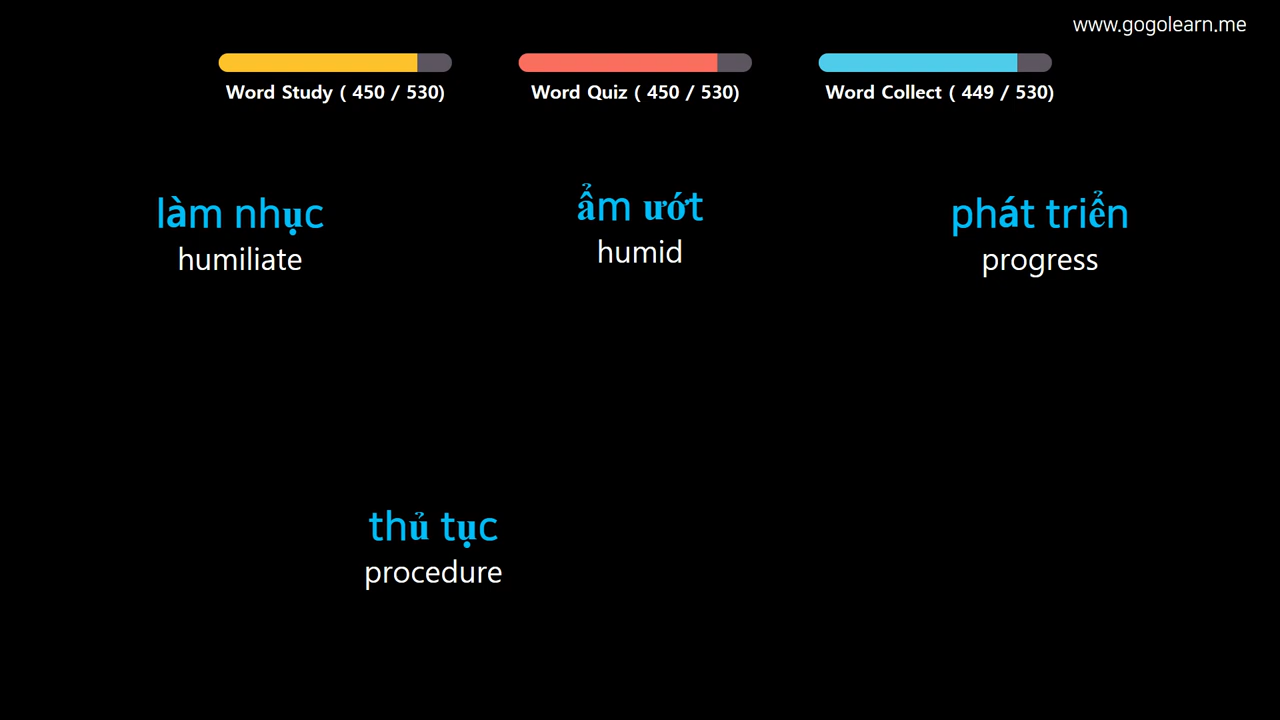 www.gogolearn.me
Word Study ( 450 / 530)
Word Quiz ( 450 / 530)
Word Collect ( 449 / 530)
làm nhục
humiliate
ẩm ướt
humid
phát triển
progress
thủ tục
procedure